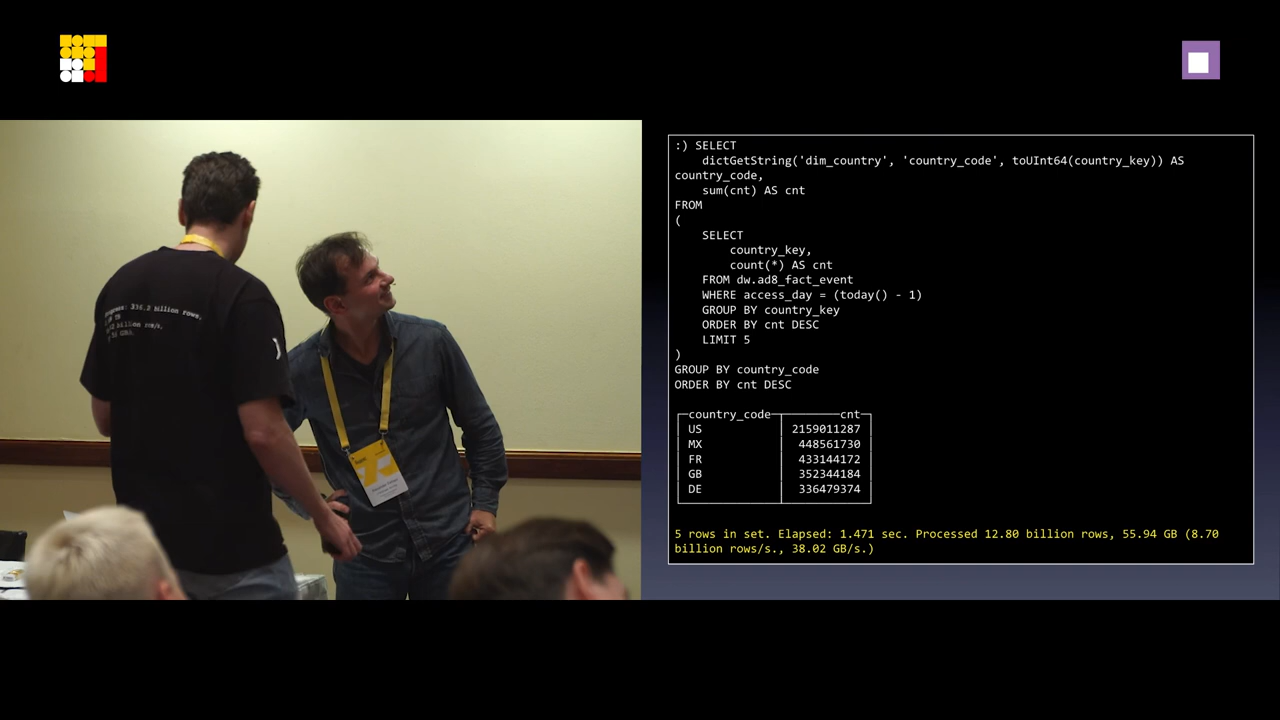 336.2 billion rows,
:) SELECT
dictGetString('dim_country', 'country_code', toUInt64(country_key)) AS
country_code,
sum(cnt) AS cnt
FROM
(
SELECT
country_key,
count(*) AS cnt
FROM dw.ad8_fact_event
WHERE access_day = (today() - 1)
GROUP BY country_key
ORDER BY cnt DESC
LIMIT 5
)
GROUP BY country_code
ORDER BY cnt DESC
country_code cnt
US 2159011287
MX 448561730
FR 433144172
GB 352344184
DE 336479374
5 rows in set. Elapsed: 1.471 sec. Processed 12.80 billion rows, 55.94 GB (8.70
billion rows/s., 38.02 GB/s.)